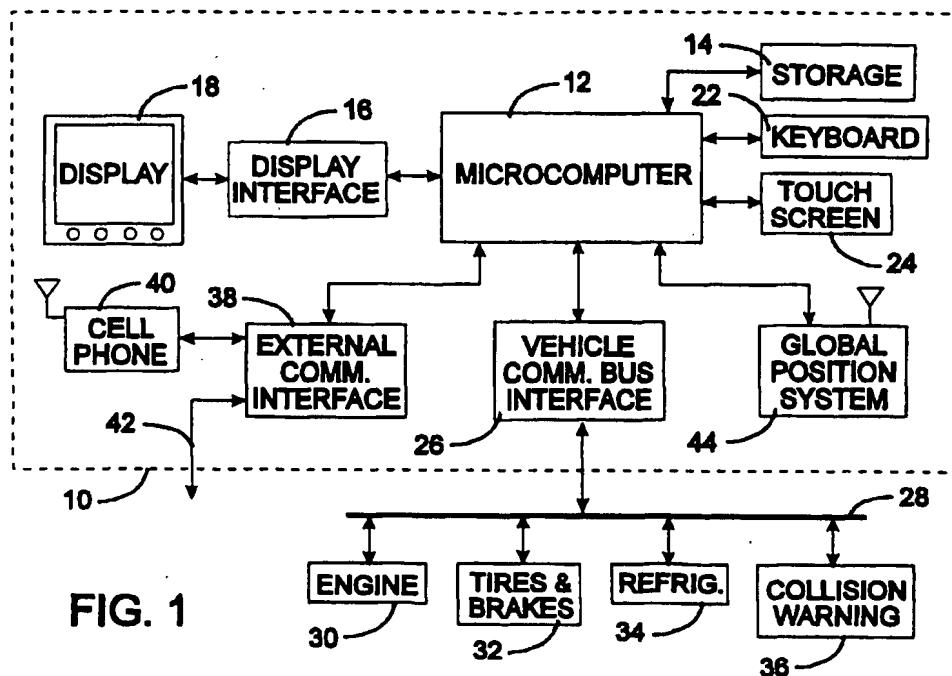 14
STORAGE
18
12
22
16
KEYBOARD
DISPLAY
DISPLAY
INTERFACE
MICROCOMPUTER
TOUCH
SCREEN
24
40
38
CELL
PHONE
EXTERNAL
COMM.
INTERFACE
VEHICLE
COMM. BUS
INTERFACE
GLOBAL
POSITION
SYSTEM
42
26
44
10
28
ENGINE
TIRES &
BRAKES
REFRIG.
COLLISION
WARNING
30
32
34
36
FIG. 1